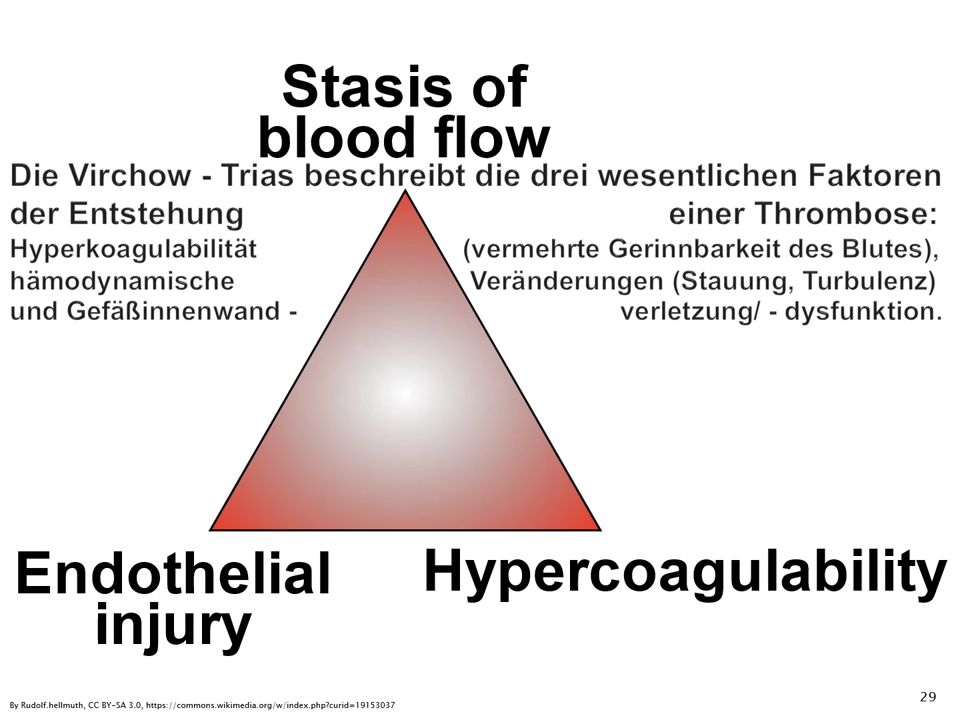 Stasis of
blood flow
Die Virchow - Trias beschreibt die drei wesentlichen Faktoren
der Entstehung einer Thrombose:
Hyperkoagulabilität (vermehrte Gerinnbarkeit des Blutes),
hämodynamische Veränderungen (Stauung, Turbulenz)
und Gefäßinnenwand - verletzung/ - dysfunktion.
Endothelial
injury
Hypercoagulability
By Rudolf.hellmuth, CC BY-SA 3.0, https://commons.wikimedia.org/w/index.php?curid=19153037
29